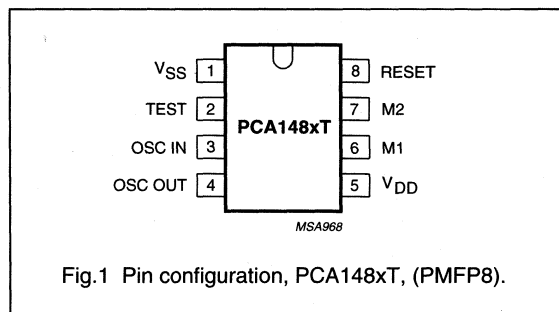 VSS 1
TEST 2
OSC IN 3
OSC OUT 4
PCA148xT
8 RESET
7 M2
6 M1
5 VDD
MSA968
Fig.1 Pin configuration, PCA148xT, (PMFP8).